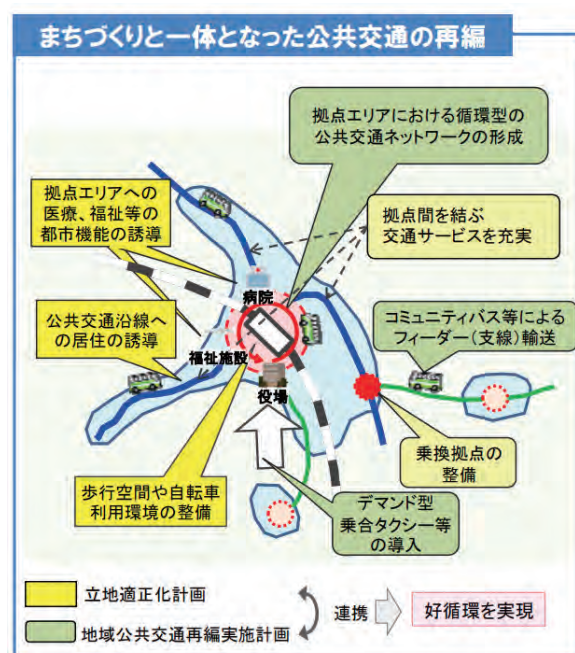 まちづくりと一体となった公共交通の再編
拠点エリアにおける循環型の
公共交通ネットワークの形成
拠点エリアへの
医療、福祉等の
都市機能の誘導
拠点間を結ぶ
交通サービスを充実
病院
公共交通沿線へ
の居住の誘導
福祉施設
コミュニティバス等による
フィーダー(支線)輸送
役場
乗換拠点の
整備
歩行空間や自転車
利用環境の整備
デマンド型
乗合タクシー等
の導入
立地適正化計画
地域公共交通再編実施計画
連携
好循環を実現